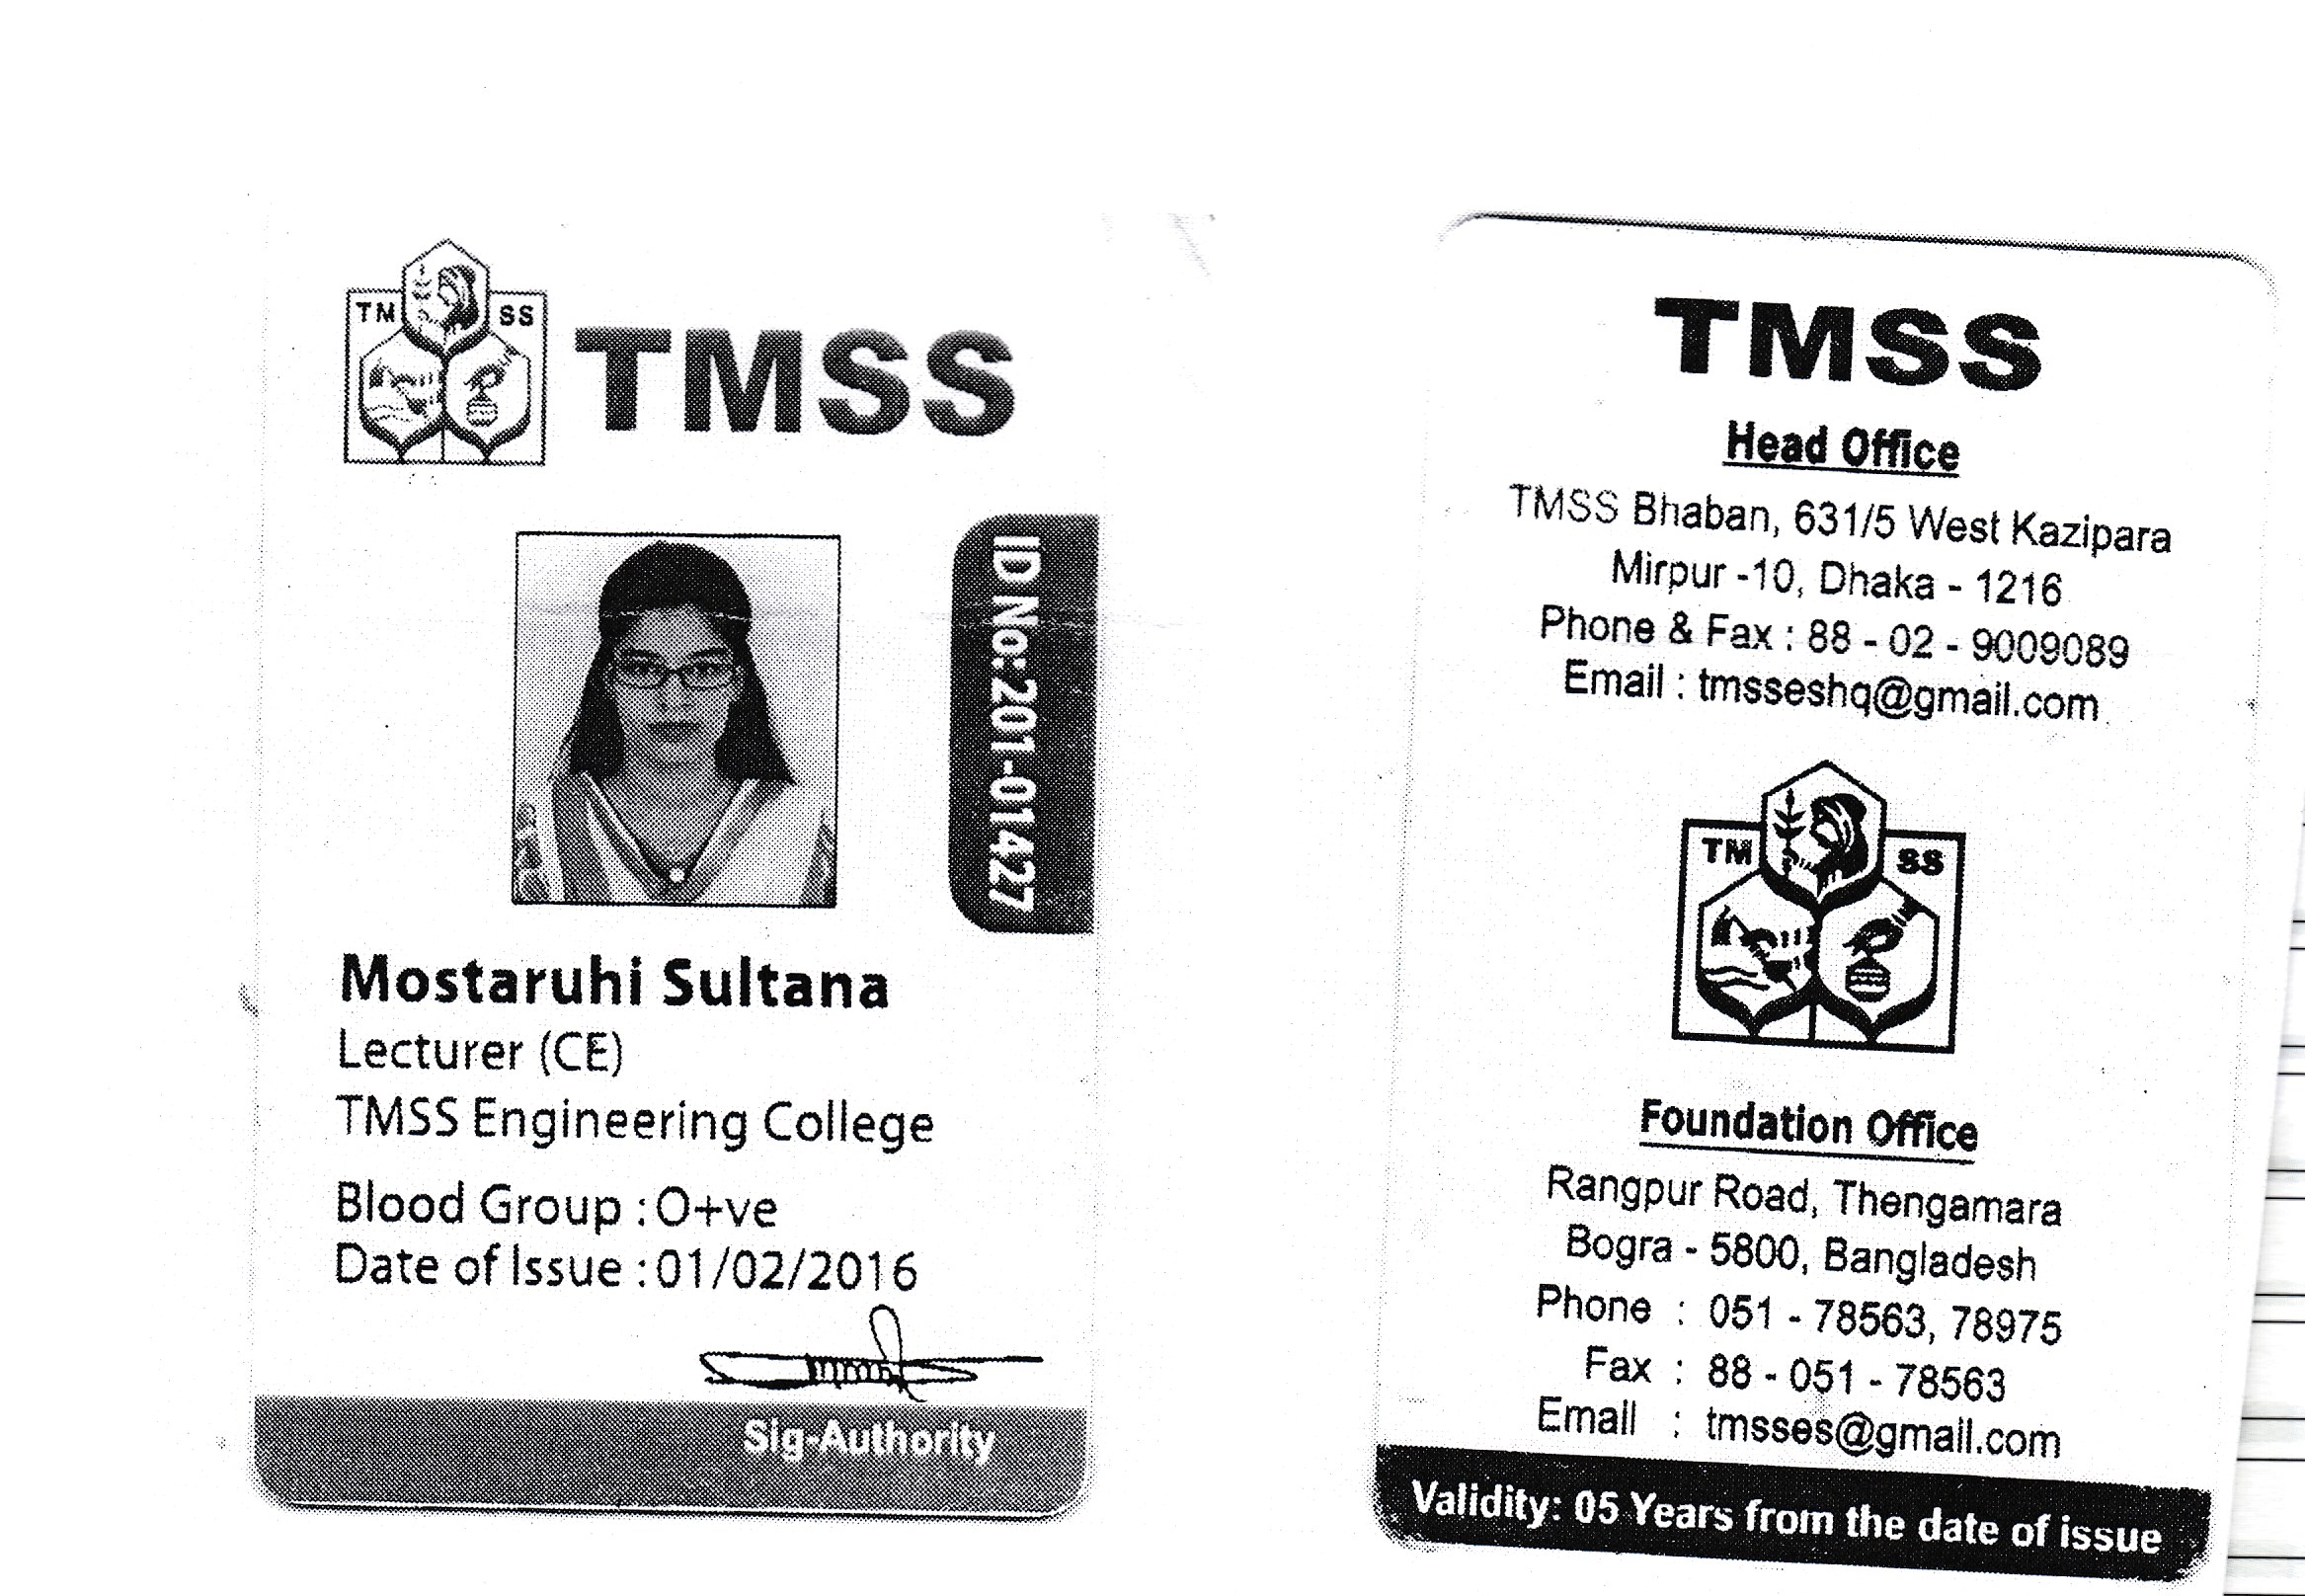 TM SS
TMSS
ID No: 201-01427
Mostaruhi Sultana
Lecturer (CE)
TMSS Engineering College
Blood Group : O+ve
Date of Issue : 01/02/2016
Sig-Authority
TMSS
Head Office
TMSS Bhaban, 631/5 West Kazipara
Mirpur -10, Dhaka - 1216
Phone & Fax : 88 - 02 - 9009089
Email : tmsseshq@gmail.com
TM SS
Foundation Office
Rangpur Road, Thengamara
Bogra - 5800, Bangladesh
Phone : 051 - 78563, 78975
Fax : 88 - 051 - 78563
Email : tmsses@gmail.com
Validity: 05 Years from the date of issue